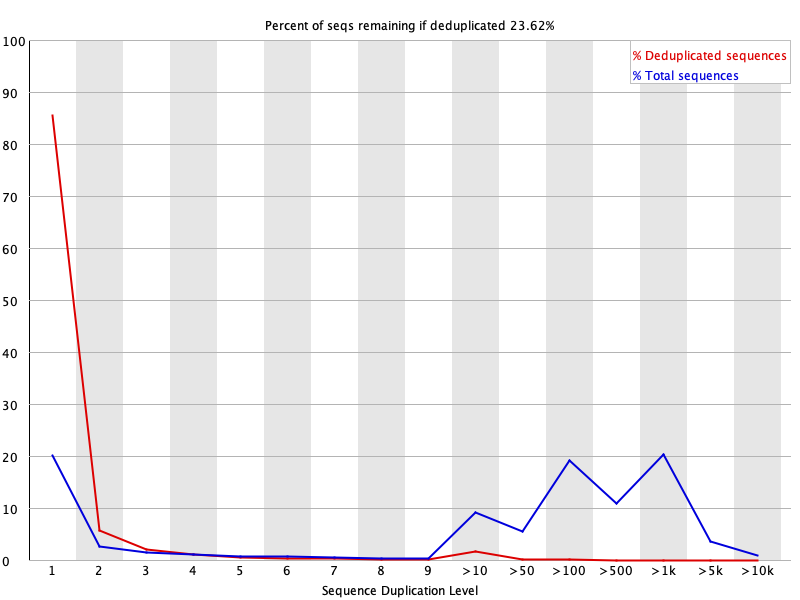 Percent of seqs remaining if deduplicated 23.62%
% Deduplicated sequences
% Total sequences
100
90
80
70
60
50
40
30
20
10
0
1 2 3 4 5 6 7 8 9 >10 >50 >100 >500 >1k >5k >10k
Sequence Duplication Level